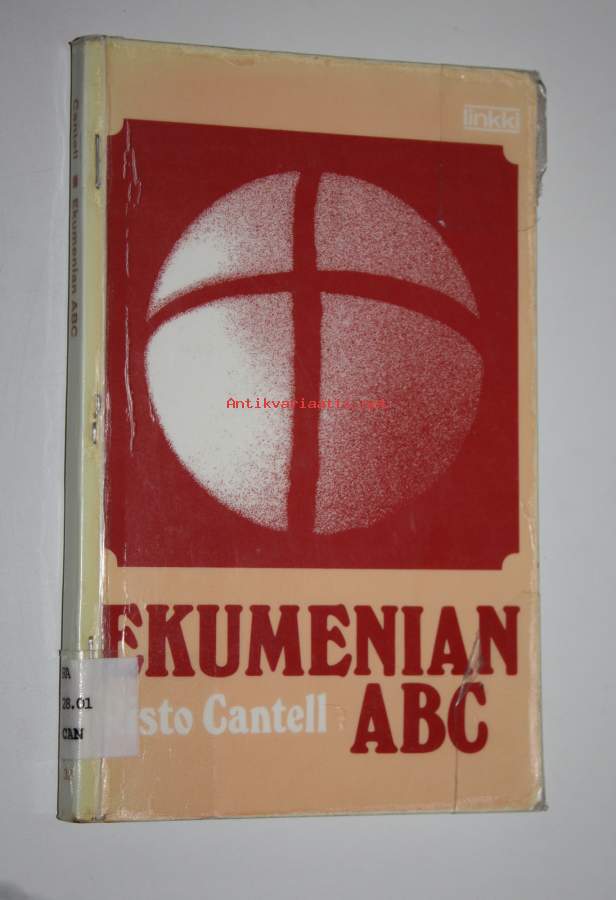 Cantell Ekumenian ABC
linkki
Antikvariaatti.net
EKUMENIAN
isto Cantell ABC
28.01
CAN